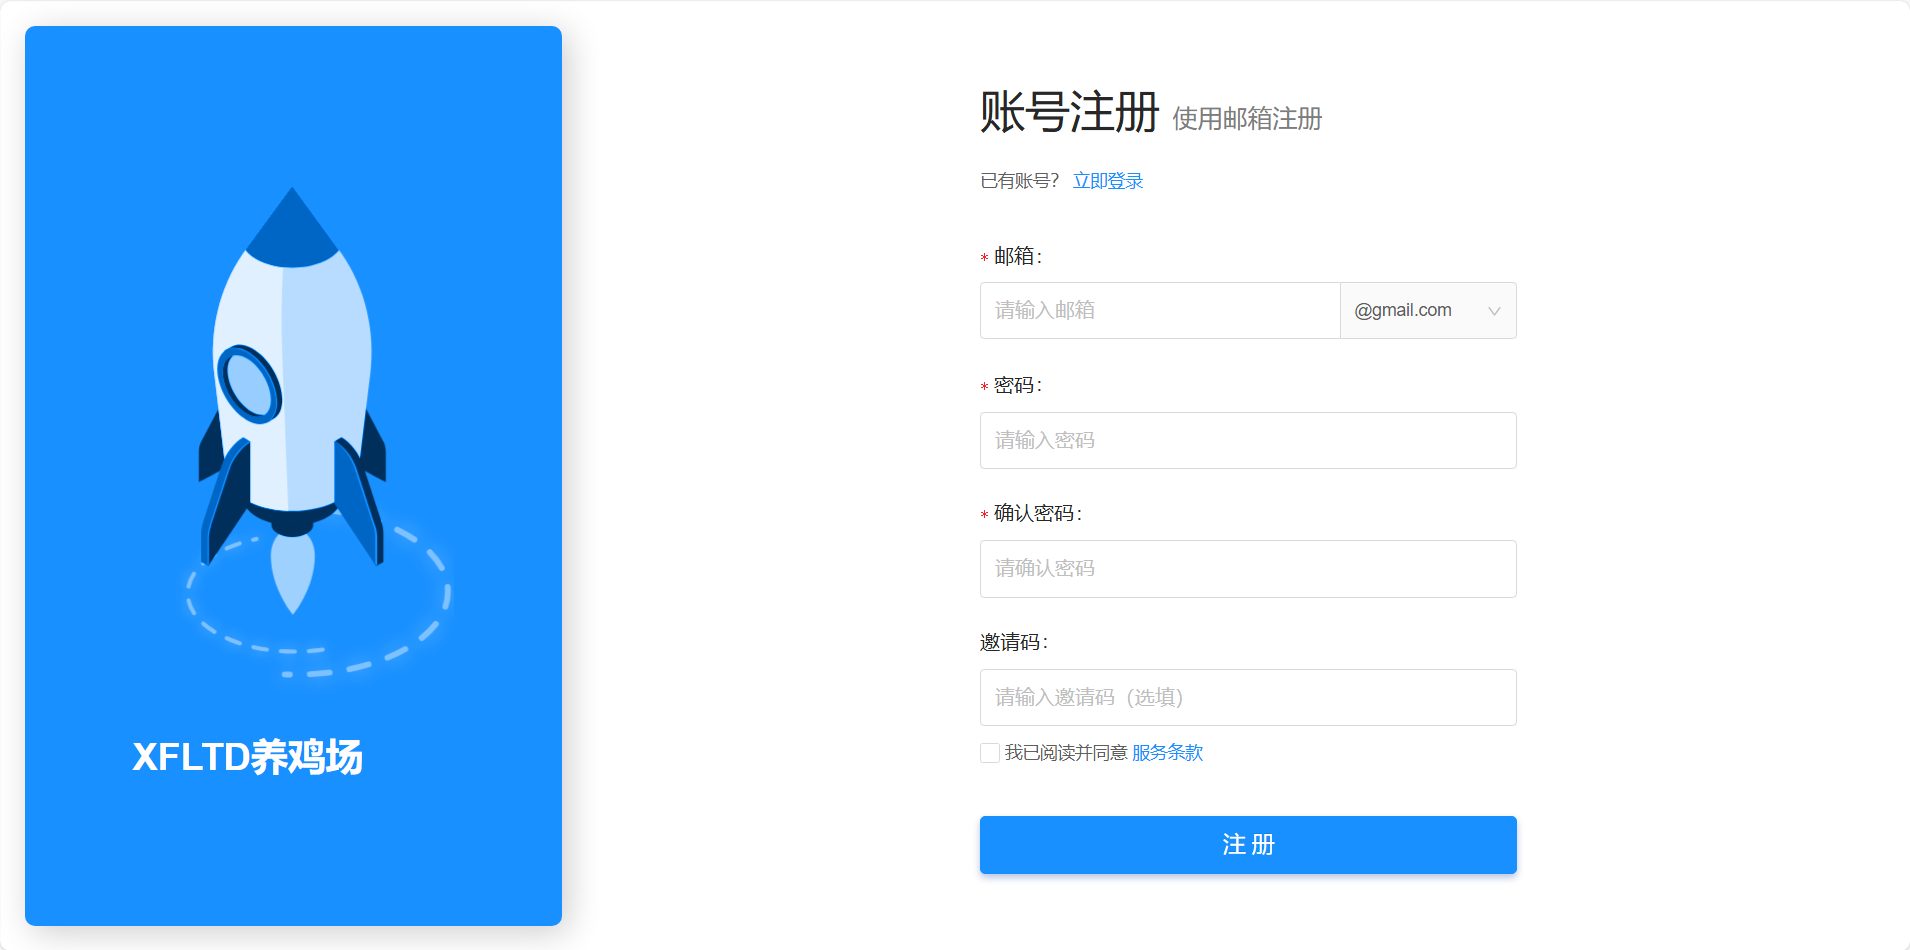 XFLTD养鸡场
账号注册 使用邮箱注册
已有账号? 立即登录
* 邮箱:
请输入邮箱 @gmail.com
* 密码:
请输入密码
* 确认密码:
请确认密码
邀请码:
请输入邀请码（选填）
我已阅读并同意 服务条款
注 册